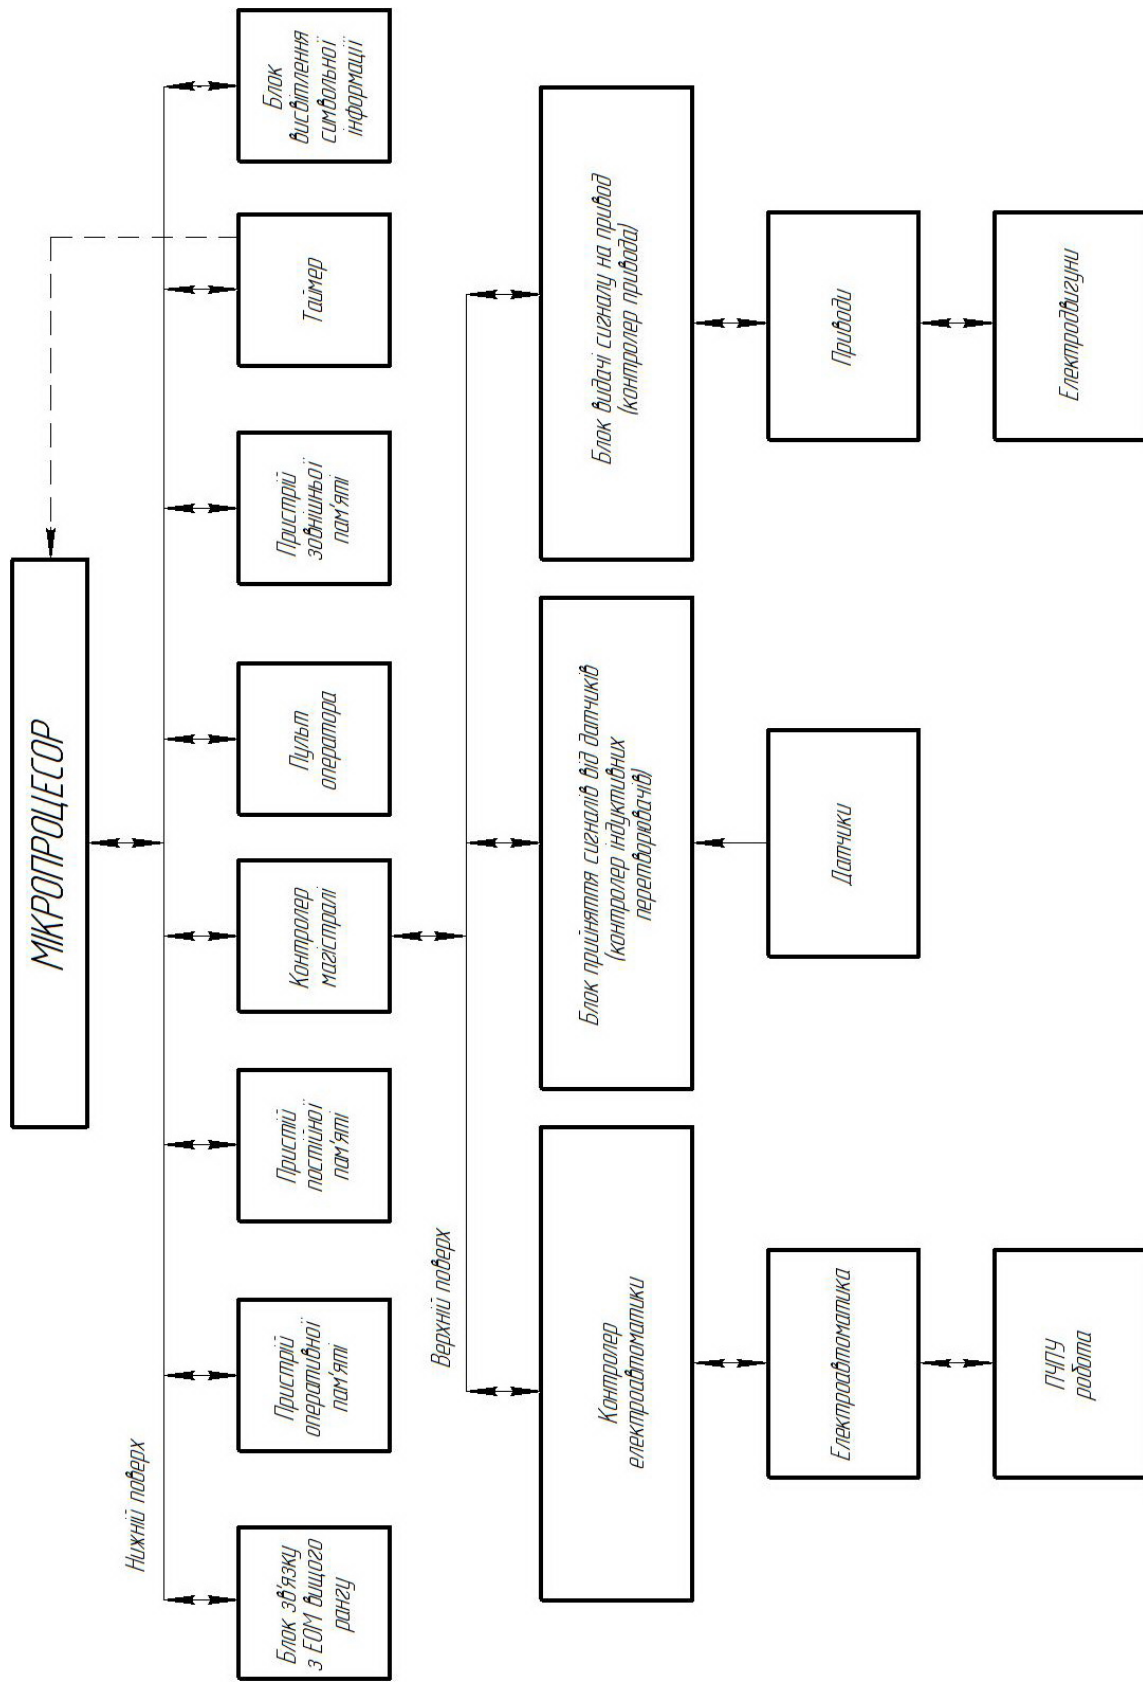 МІКРОПРОЦЕСОР
Нижній поверх
Блок зв'язку
з ЕОМ вищого
рангу
Пристрій
оперативної
пам'яті
Пристій
постійної
пам'яті
Контролер
магістралі
Пульт
оператора
Пристрій
зовнішньої
пам'яті
Таймер
Блок
висвітлення
символьної
інформації
Верхній поверх
Контролер
електроавтоматики
Блок прийняття сигналів від датчиків
(контролер індуктивних
перетворювачів)
Блок видачі сигналу на привод
(контролер привода)
Електроавтоматика
Датчики
Приводи
ПЧПУ
робота
Електродвигуни